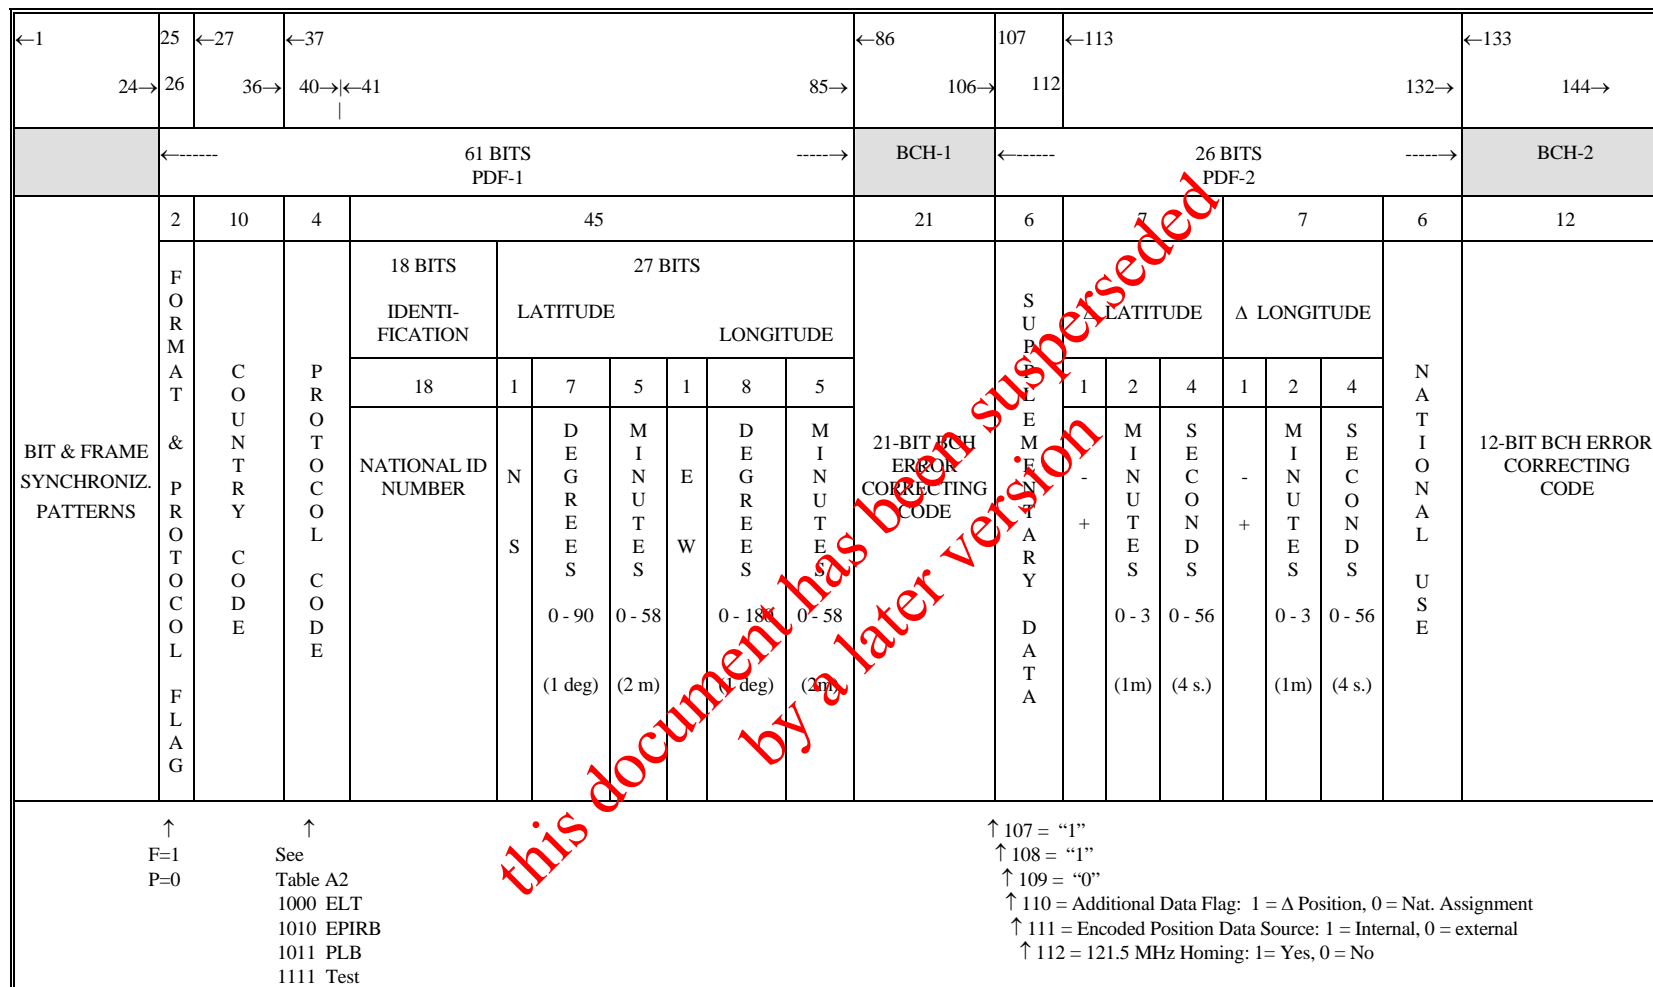 ←1 25 ←27 ←37 ←86 107 ←113 ←133
24→ 26 36→ 40→|←41 85→ 106→ 112 132→ 144→
|
←------ 61 BITS -----→ BCH-1 ←------ 26 BITS -----→ BCH-2
PDF-1 PDF-2
2 10 4 45 21 6 7 7 6 12
FORMAT & PROTOCOL FLAG
COUNTRY CODE
PROTOCOL CODE
18 BITS 27 BITS
IDENTI-
FICATION
LATITUDE
LONGITUDE
SUPPLEMENTARY DATA
Δ LATITUDE Δ LONGITUDE
18 1 7 5 1 8 5 1 2 4 1 2 4
BIT & FRAME
SYNCHRONIZ.
PATTERNS
NATIONAL ID
NUMBER
N
S
DEGREES
0 - 90
(1 deg)
MINUTES
0 - 58
(2 m)
E
W
DEGREES
0 - 180
(1 deg)
MINUTES
0 - 58
(2m)
21-BIT BCH
ERROR
CORRECTING
CODE
-
+
MINUTES
0 - 3
(1m)
SECONDS
0 - 56
(4 s.)
-
+
MINUTES
0 - 3
(1m)
SECONDS
0 - 56
(4 s.)
NATIONAL USE
12-BIT BCH ERROR
CORRECTING
CODE
this document has been susperseded
by a later version
↑ ↑ ↑ 107 = “1”
F=1 See ↑ 108 = “1”
P=0 Table A2 ↑ 109 = “0”
1000 ELT ↑ 110 = Additional Data Flag: 1 = Δ Position, 0 = Nat. Assignment
1010 EPIRB ↑ 111 = Encoded Position Data Source: 1 = Internal, 0 = external
1011 PLB ↑ 112 = 121.5 MHz Homing: 1= Yes, 0 = No
1111 Test